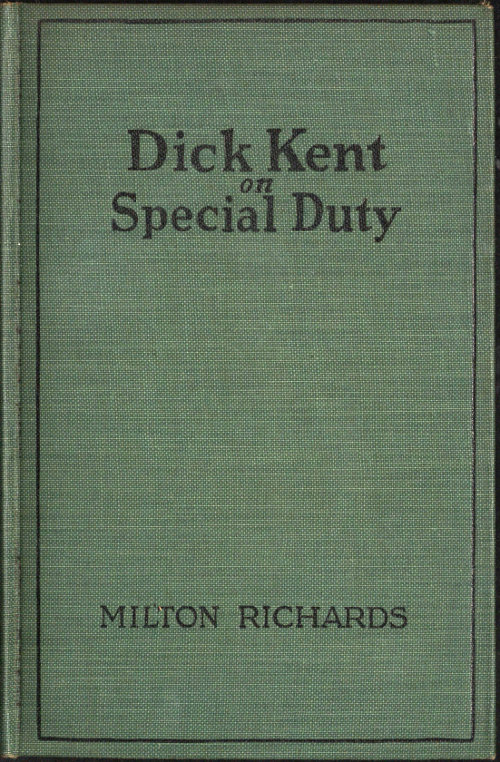 Dick Kent
on
Special Duty
MILTON RICHARDS